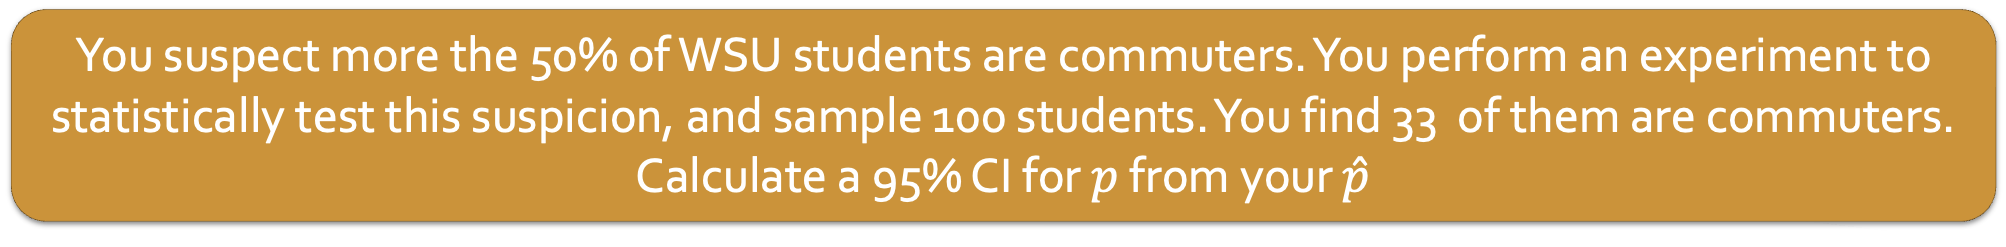 You suspect more the 50% of WSU students are commuters. You perform an experiment to
statistically test this suspicion, and sample 100 students. You find 33  of them are commuters.
Calculate a 95% CI for 𝑝 from your 𝑝̂